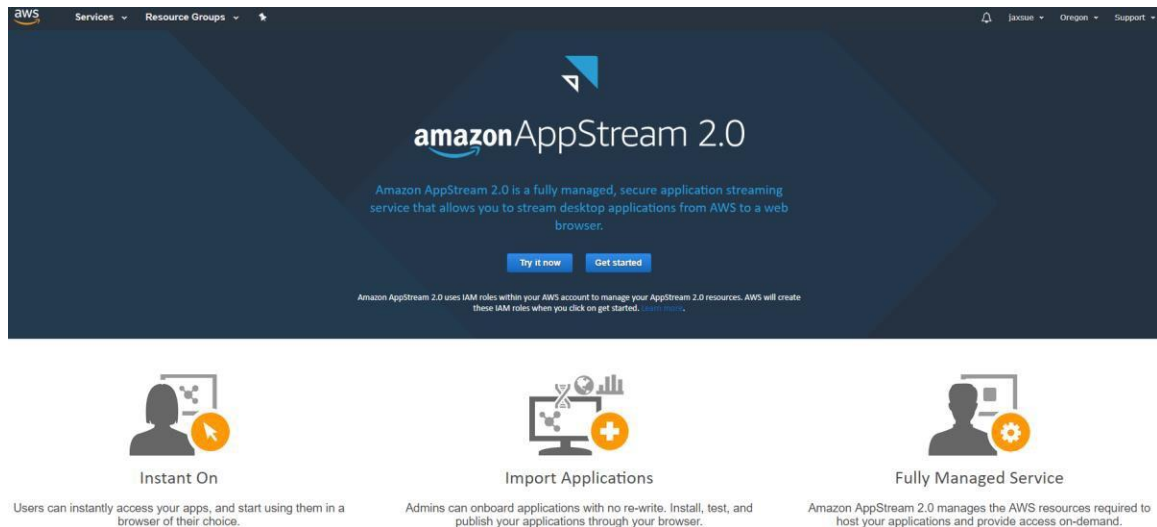 aws Services Resource Groups jaxsue Oregon Support
amazon AppStream 2.0
Amazon AppStream 2.0 is a fully managed, secure application streaming
service that allows you to stream desktop applications from AWS to a web
browser.
Try it now Get started
Amazon AppStream 2.0 uses IAM roles within your AWS account to manage your AppStream 2.0 resources. AWS will create
these IAM roles when you click on get started. Learn more.
Instant On
Users can instantly access your apps, and start using them in a
browser of their choice.
Import Applications
Admins can onboard applications with no re-write. Install, test, and
publish your applications through your browser.
Fully Managed Service
Amazon AppStream 2.0 manages the AWS resources required to
host your applications and provide access on-demand.